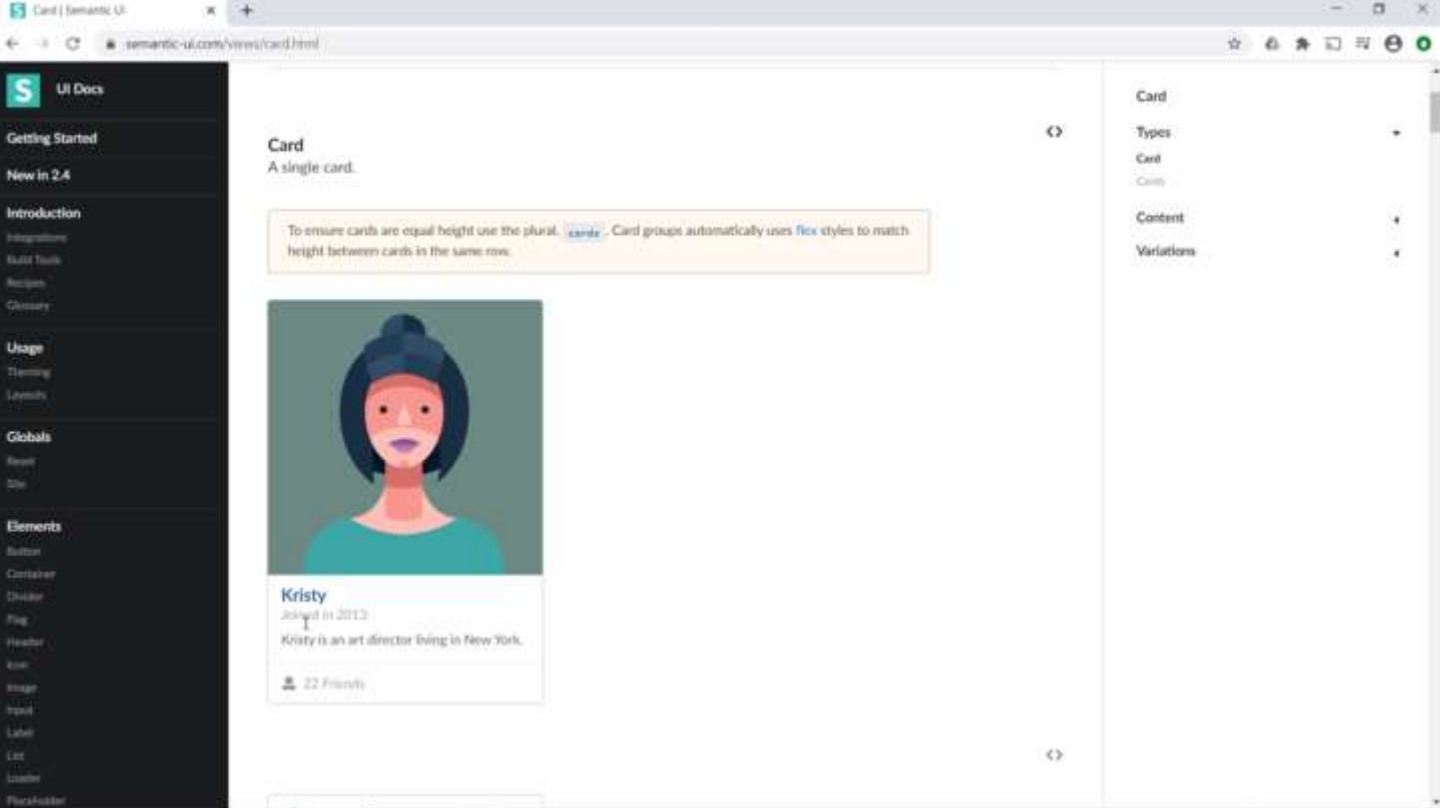 Card | Semantic UI
semantic-ui.com/views/card.html
S
UI Docs
Getting Started
New in 2.4
Introduction
Integrations
Build Tools
Recipes
Glossary
Usage
Theming
Layouts
Globals
Reset
Site
Elements
Button
Container
Divider
Flag
Header
Icon
Image
Input
Label
List
Loader
Placeholder
Card
A single card.
To ensure cards are equal height use the plural, cards . Card groups automatically uses flex styles to match
height between cards in the same row.
Kristy
Joined in 2013
Kristy is an art director living in New York.
22 Friends
Card
Types
Card
Cards
Content
Variations